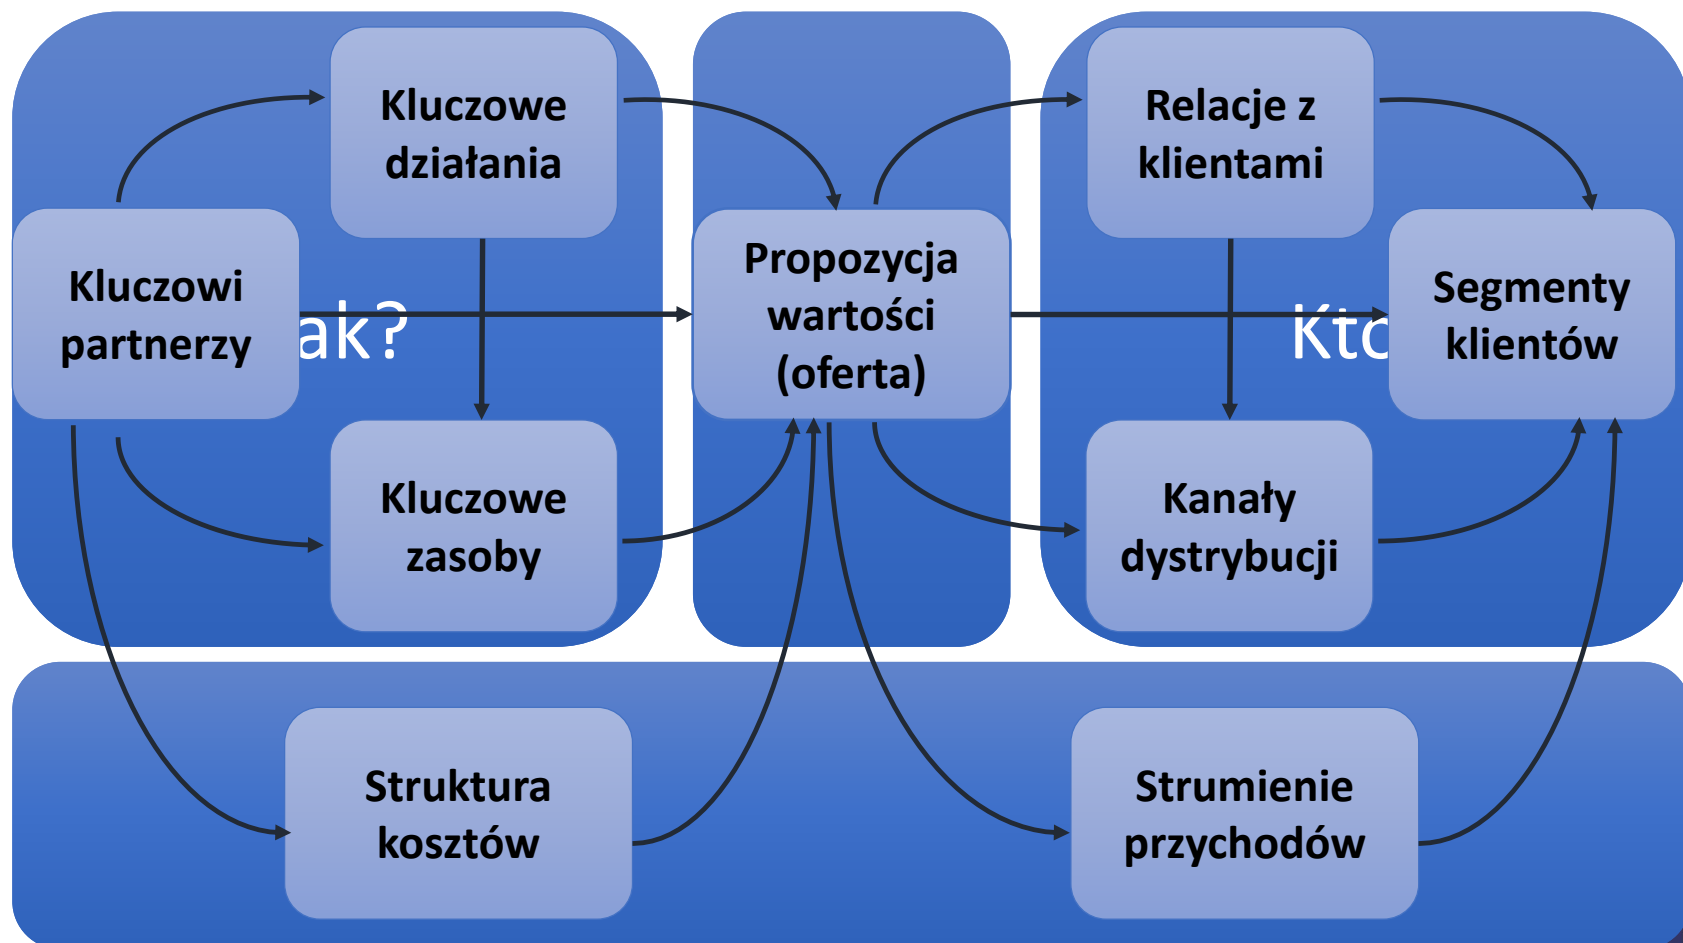 Kluczowe
działania
Relacje z
klientami
Kluczowi
partnerzy
ak?
Propozycja
wartości
(oferta)
Kto
Segmenty
klientów
Kluczowe
zasoby
Kanały
dystrybucji
Struktura
kosztów
Strumienie
przychodów